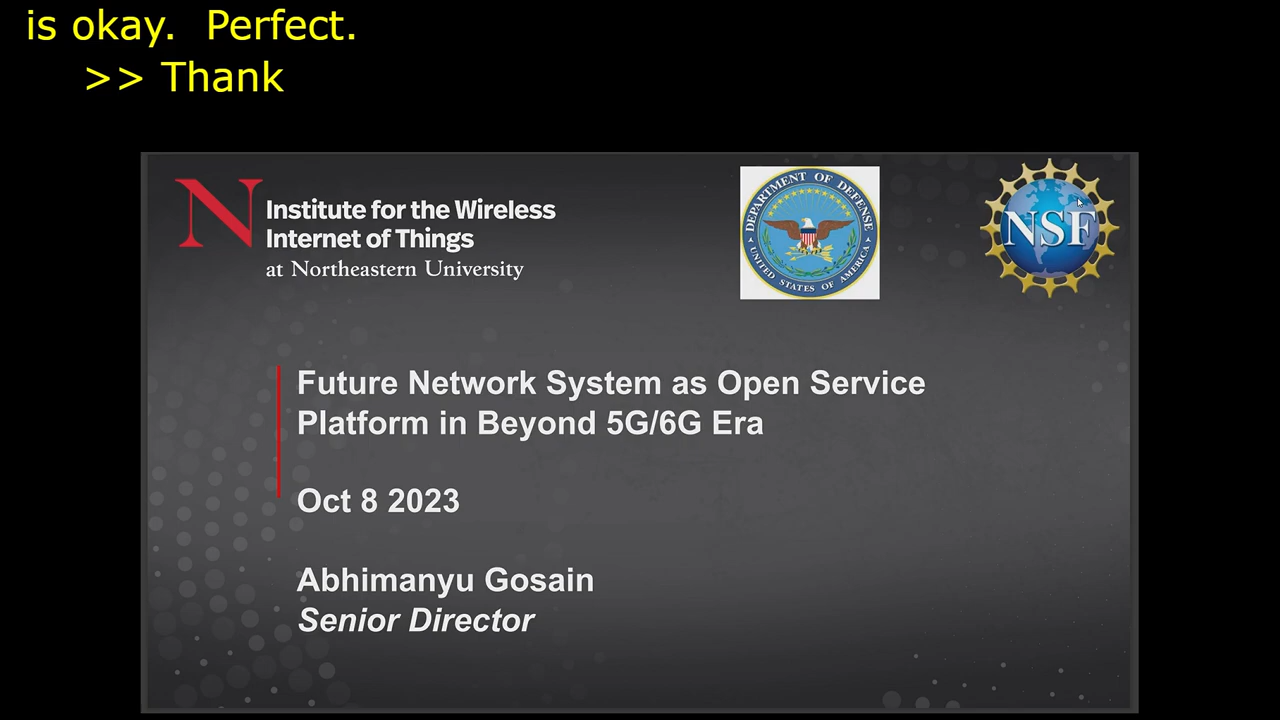 is okay.  Perfect.
>> Thank
Institute for the Wireless
Internet of Things
at Northeastern University
DEPARTMENT OF DEFENSE
UNITED STATES OF AMERICA
NSF
Future Network System as Open Service
Platform in Beyond 5G/6G Era
Oct 8 2023
Abhimanyu Gosain
Senior Director